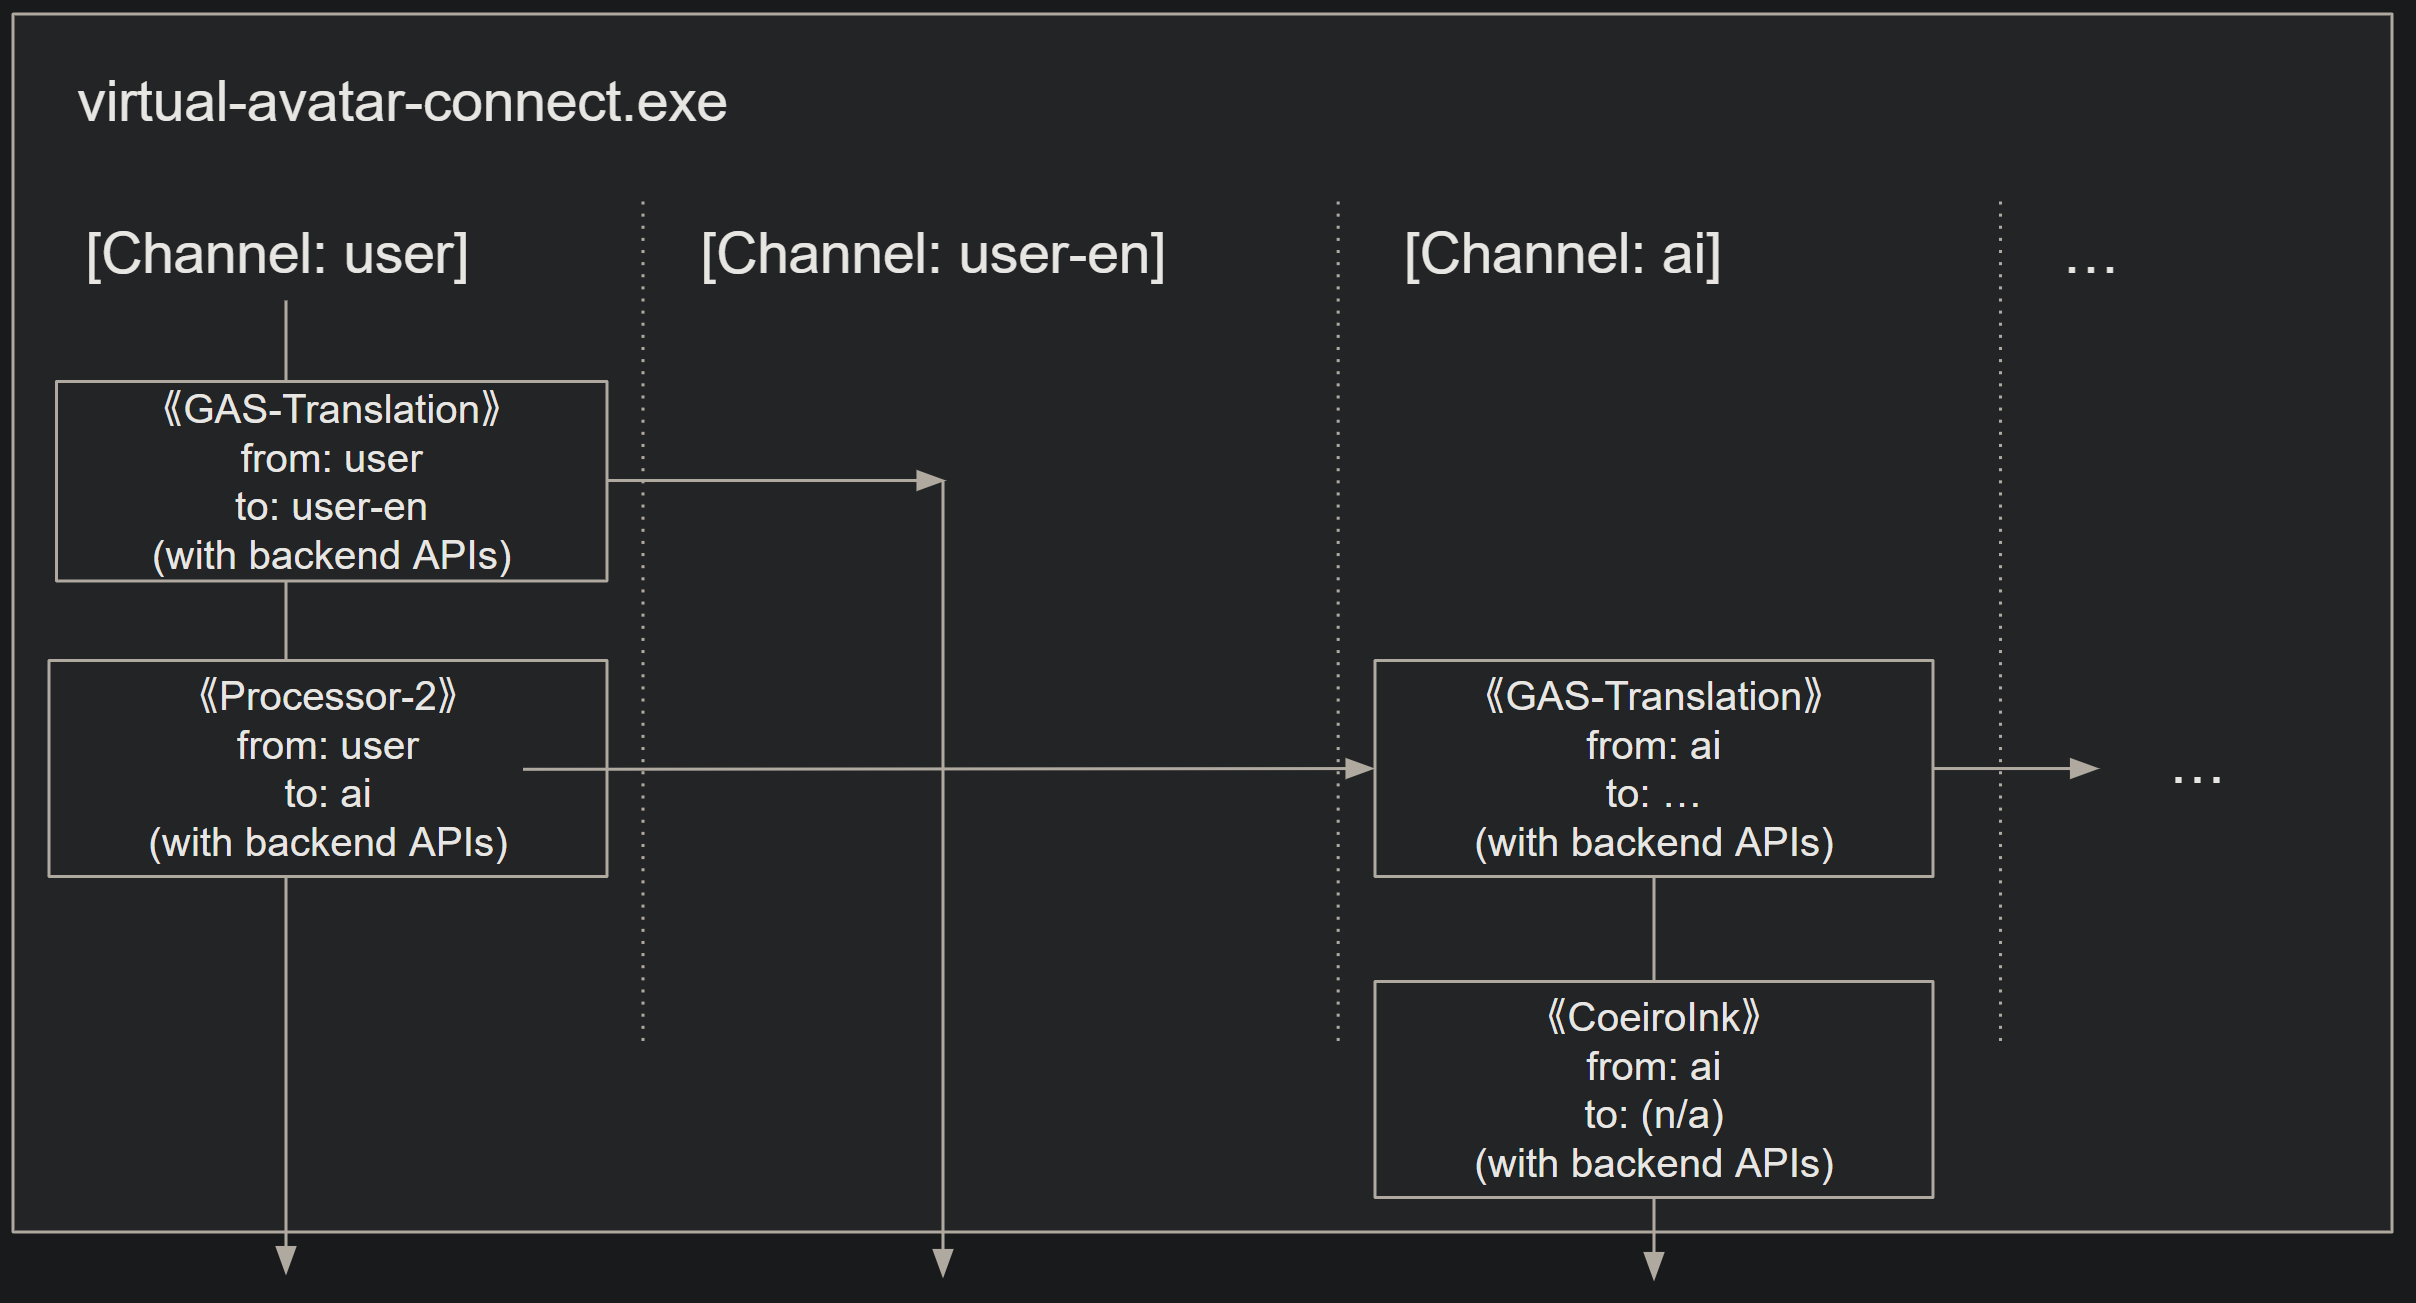 virtual-avatar-connect.exe
[Channel: user]
[Channel: user-en]
[Channel: ai]
…
⟪GAS-Translation⟫
from: user
to: user-en
(with backend APIs)
⟪Processor-2⟫
from: user
to: ai
(with backend APIs)
⟪GAS-Translation⟫
from: ai
to: …
(with backend APIs)
…
⟪CoeiroInk⟫
from: ai
to: (n/a)
(with backend APIs)